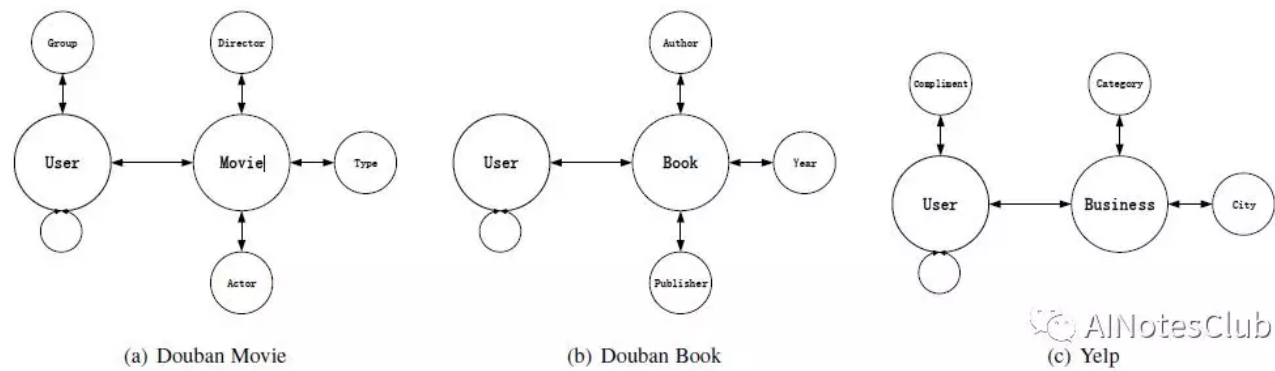 Group
Director
User
Movie
Type
Actor
(a) Douban Movie
Author
User
Book
Year
Publisher
(b) Douban Book
Compliment
Category
User
Business
City
AINotesClub
(c) Yelp